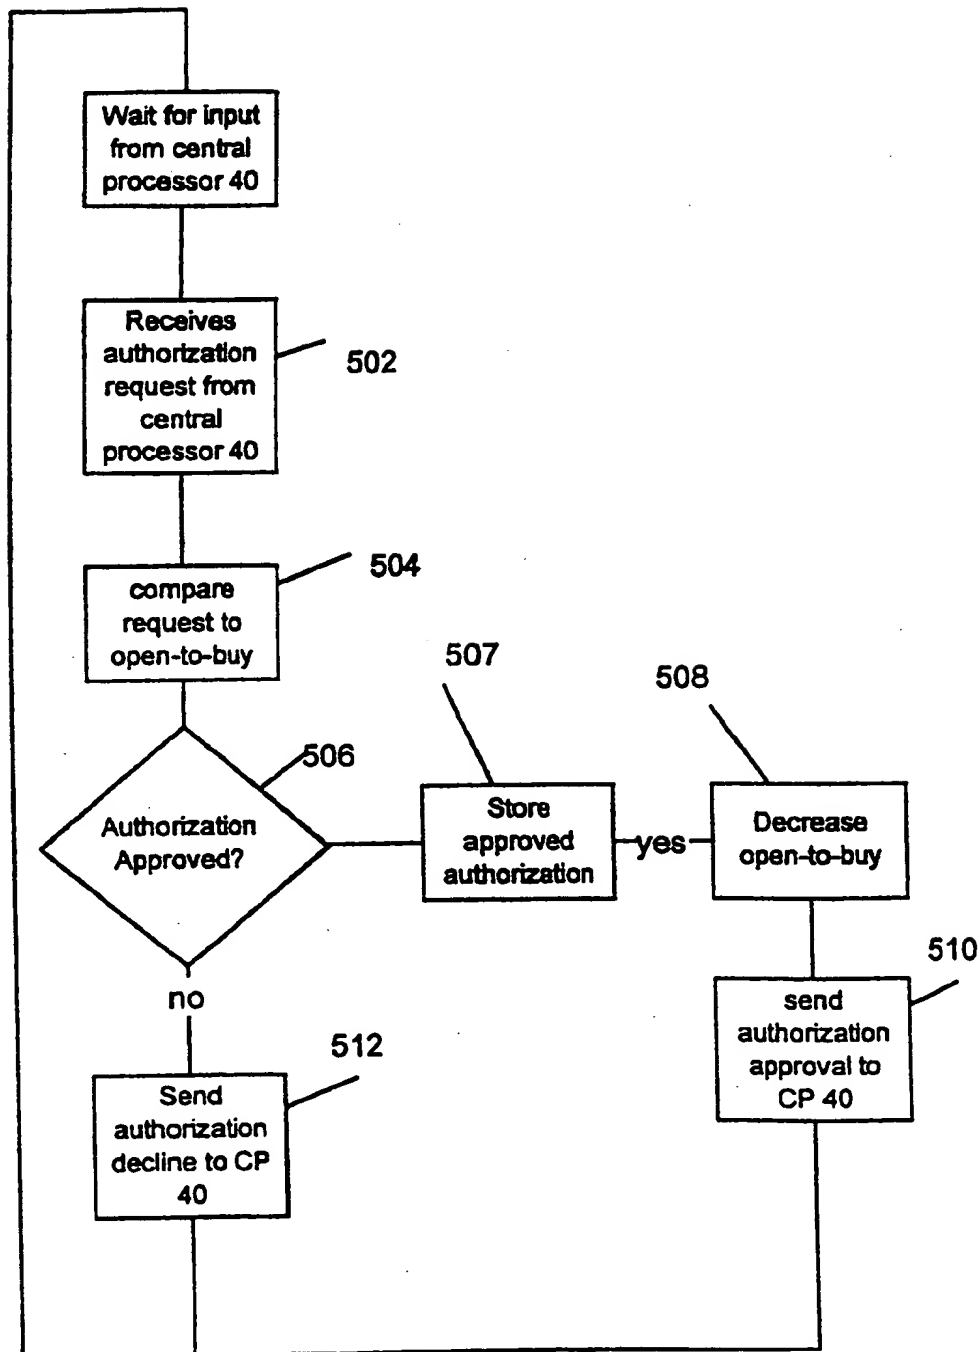 Wait for input
from central
processor 40
Receives
authorization
request from
central
processor 40
502
compare
request to
open-to-buy
504
506
Authorization
Approved?
507
Store
approved
authorization
yes
508
Decrease
open-to-buy
510
send
authorization
approval to
CP 40
no
512
Send
authorization
decline to CP
40